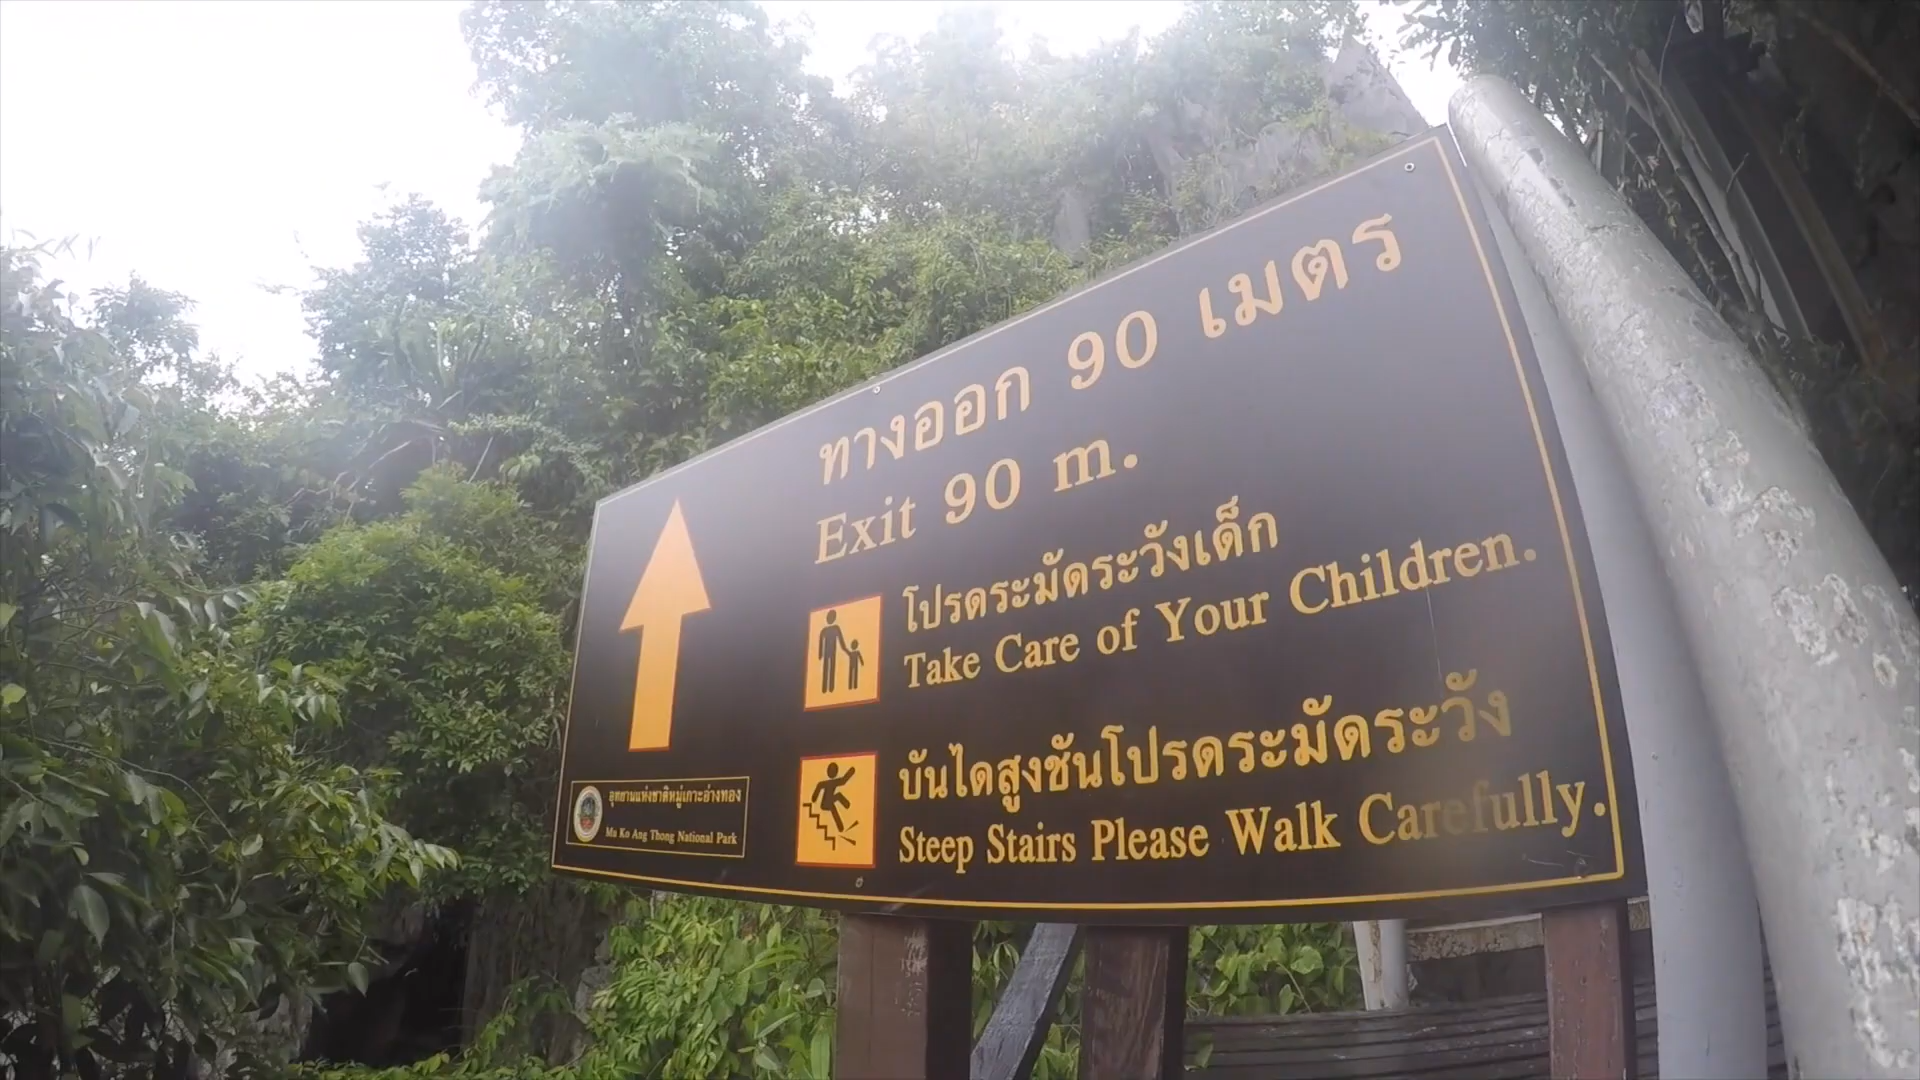 ทางออก 90 เมตร
Exit 90 m.
โปรดระมัดระวังเด็ก
Take Care of Your Children.
บันไดสูงชันโปรดระมัดระวัง
Steep Stairs Please Walk Carefully.
อุทยานแห่งชาติหมู่เกาะอ่างทอง
Mu Ko Ang Thong National Park